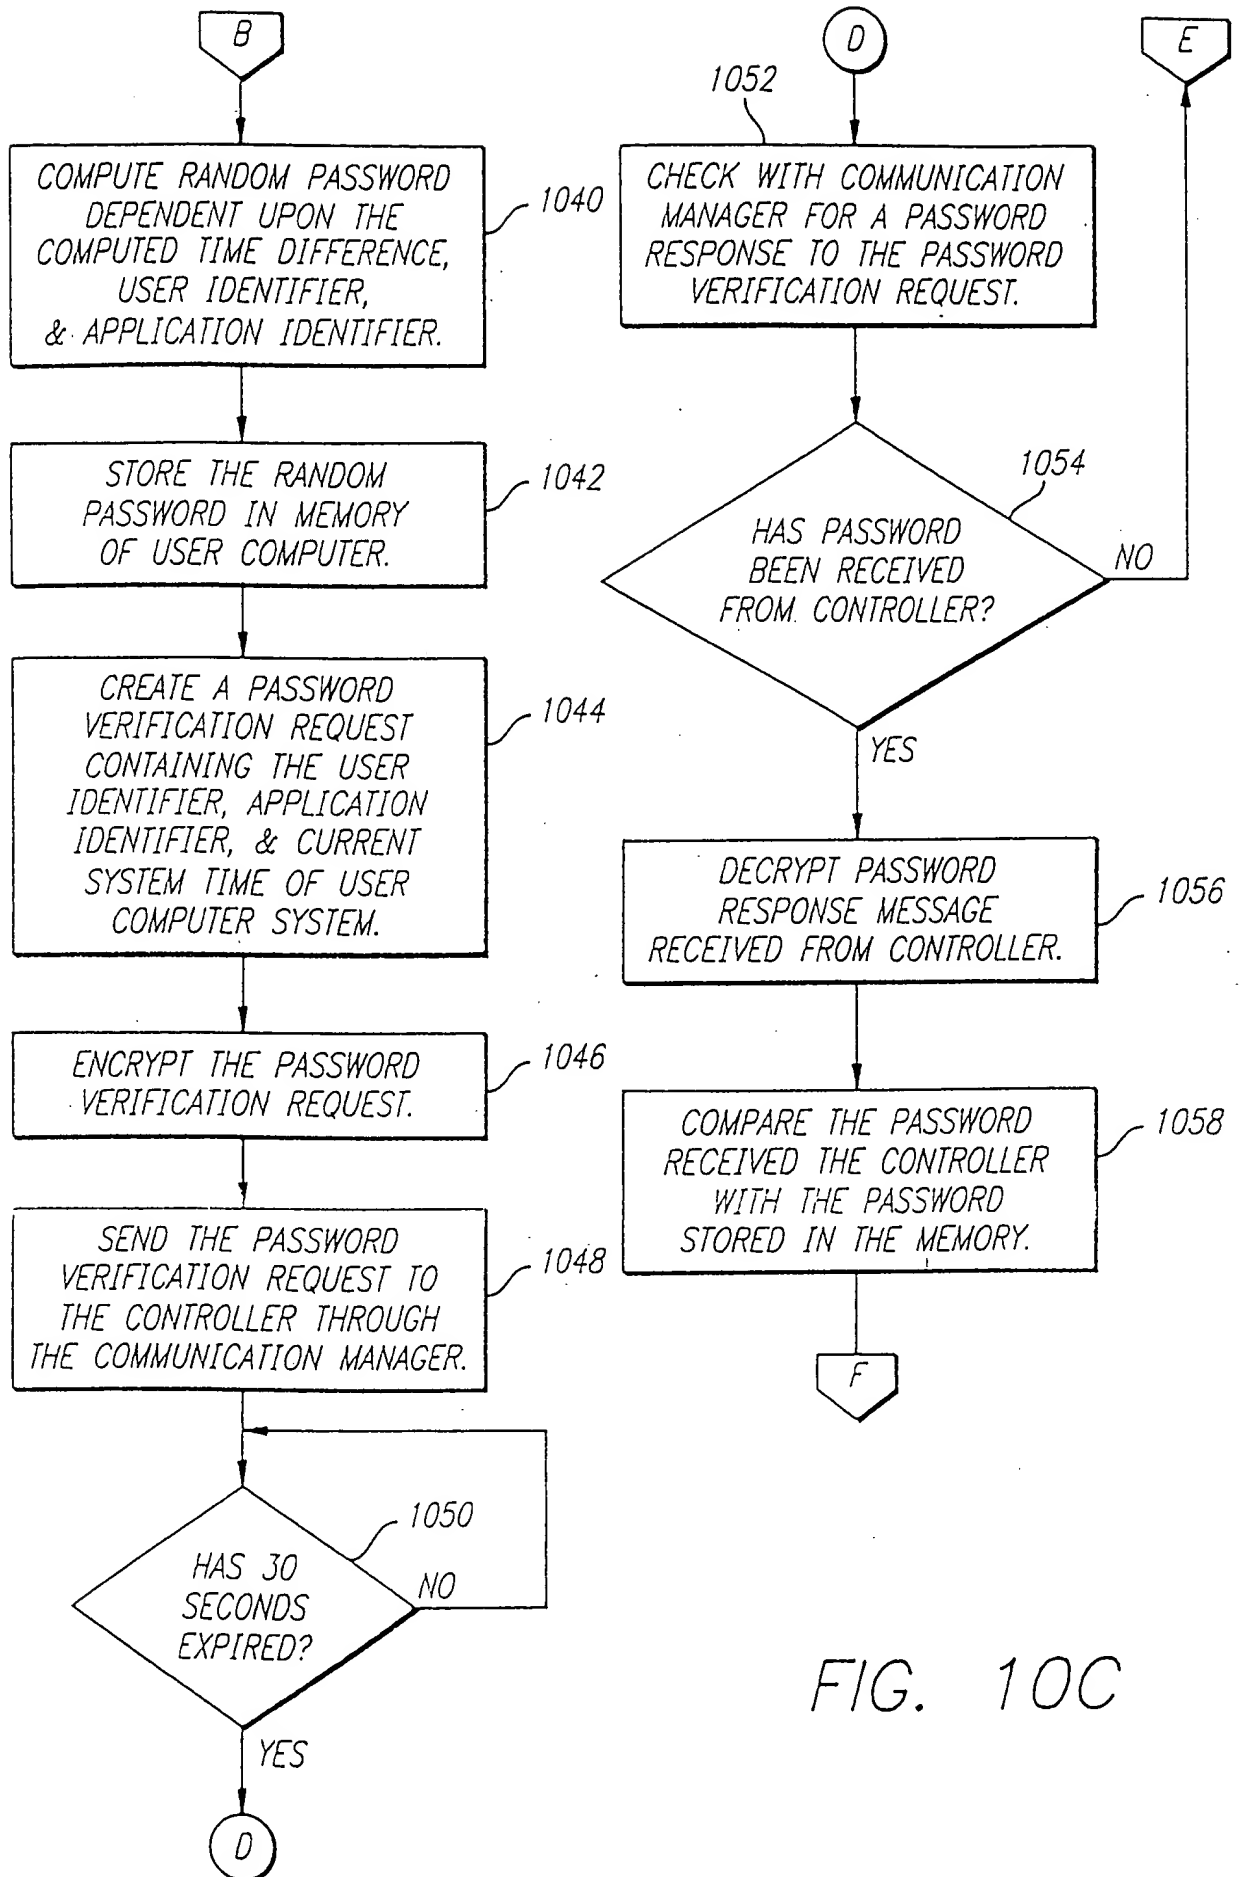 B
COMPUTE RANDOM PASSWORD
DEPENDENT UPON THE
COMPUTED TIME DIFFERENCE,
USER IDENTIFIER,
& APPLICATION IDENTIFIER.
1040
STORE THE RANDOM
PASSWORD IN MEMORY
OF USER COMPUTER.
1042
CREATE A PASSWORD
VERIFICATION REQUEST
CONTAINING THE USER
IDENTIFIER, APPLICATION
IDENTIFIER, & CURRENT
SYSTEM TIME OF USER
COMPUTER SYSTEM.
1044
ENCRYPT THE PASSWORD
VERIFICATION REQUEST.
1046
SEND THE PASSWORD
VERIFICATION REQUEST TO
THE CONTROLLER THROUGH
THE COMMUNICATION MANAGER.
1048
HAS 30
SECONDS
EXPIRED?
1050
NO
YES
D
D
1052
CHECK WITH COMMUNICATION
MANAGER FOR A PASSWORD
RESPONSE TO THE PASSWORD
VERIFICATION REQUEST.
E
1054
HAS PASSWORD
BEEN RECEIVED
FROM CONTROLLER?
NO
YES
DECRYPT PASSWORD
RESPONSE MESSAGE
RECEIVED FROM CONTROLLER.
1056
COMPARE THE PASSWORD
RECEIVED THE CONTROLLER
WITH THE PASSWORD
STORED IN THE MEMORY.
1058
F
FIG. 10C